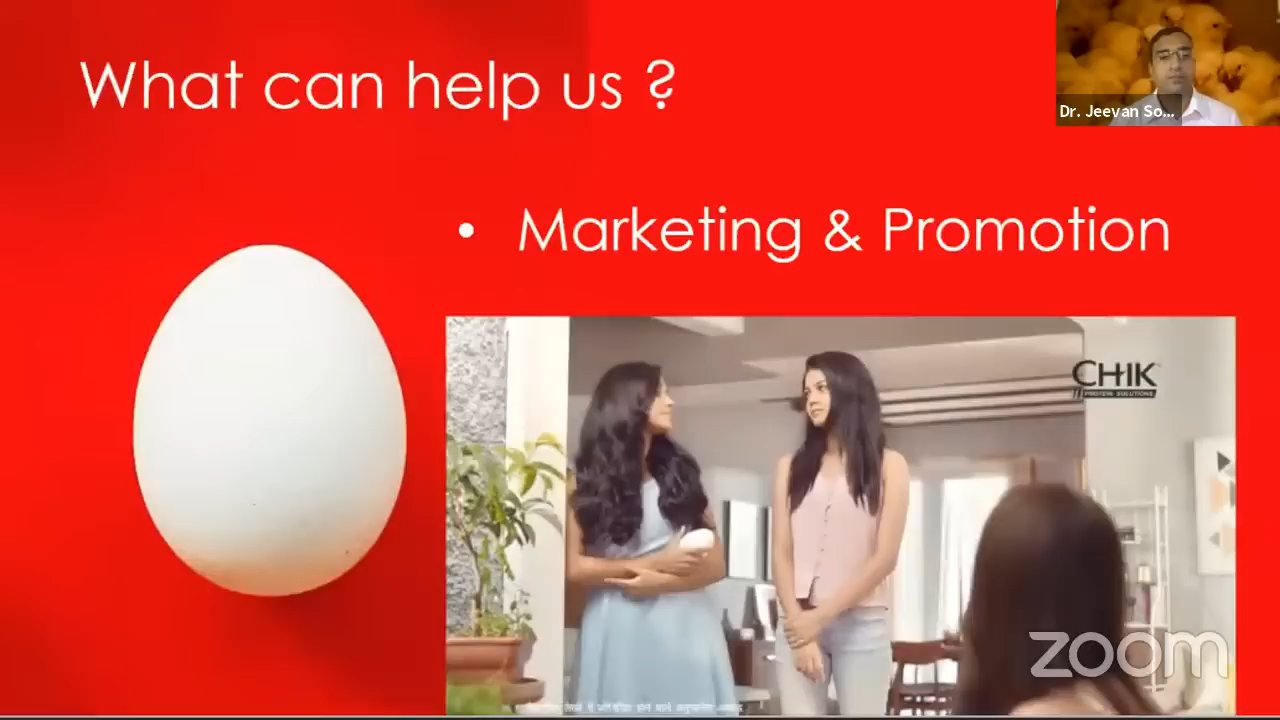 What can help us ?
Dr. Jeevan So...
• Marketing & Promotion
CHIK
PROTEIN SOLUTIONS
zoom